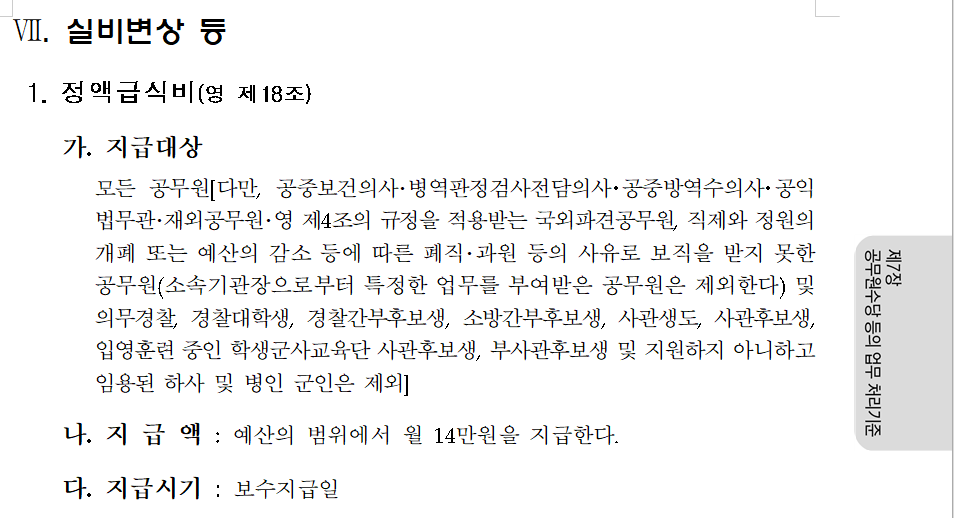 Ⅶ. 실비변상 등
1. 정액급식비(영 제18조)
가. 지급대상
모든 공무원[다만, 공중보건의사·병역판정검사전담의사·공중방역수의사·공익
법무관·재외공무원·영 제4조의 규정을 적용받는 국외파견공무원, 직제와 정원의
개폐 또는 예산의 감소 등에 따른 폐직·과원 등의 사유로 보직을 받지 못한
공무원(소속기관장으로부터 특정한 업무를 부여받은 공무원은 제외한다) 및
의무경찰, 경찰대학생, 경찰간부후보생, 소방간부후보생, 사관생도, 사관후보생,
입영훈련 중인 학생군사교육단 사관후보생, 부사관후보생 및 지원하지 아니하고
임용된 하사 및 병인 군인은 제외]
나. 지 급 액 : 예산의 범위에서 월 14만원을 지급한다.
다. 지급시기 : 보수지급일
제7장
공무원수당 등의 업무 처리기준